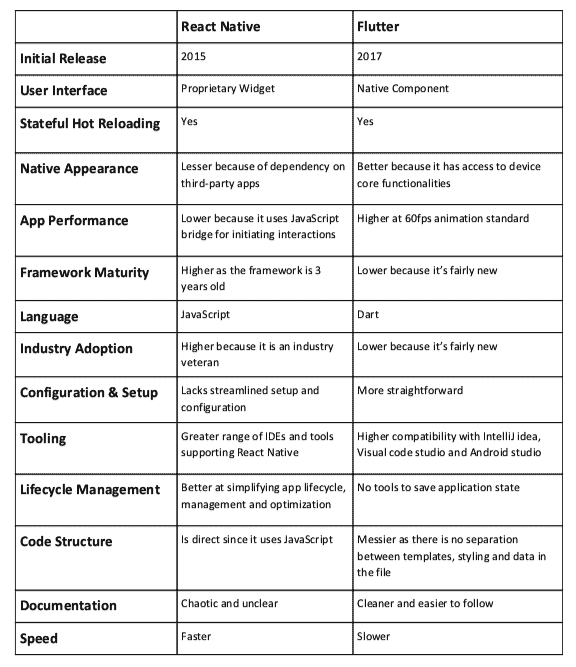 React Native Flutter
Initial Release 2015 2017
User Interface Proprietary Widget Native Component
Stateful Hot Reloading Yes Yes
Native Appearance Lesser because of dependency on Better because it has access to device
third-party apps core functionalities
App Performance Lower because it uses JavaScript Higher at 60fps animation standard
bridge for initiating interactions
Framework Maturity Higher as the framework is 3 Lower because it’s fairly new
years old
Language JavaScript Dart
Industry Adoption Higher because it is an industry Lower because it’s fairly new
veteran
Configuration & Setup Lacks streamlined setup and More straightforward
configuration
Tooling Greater range of IDEs and tools Higher compatibility with IntelliJ idea,
supporting React Native Visual code studio and Android studio
Lifecycle Management Better at simplifying app lifecycle, No tools to save application state
management and optimization
Code Structure Is direct since it uses JavaScript Messier as there is no separation
between templates, styling and data in
the file
Documentation Chaotic and unclear Cleaner and easier to follow
Speed Faster Slower